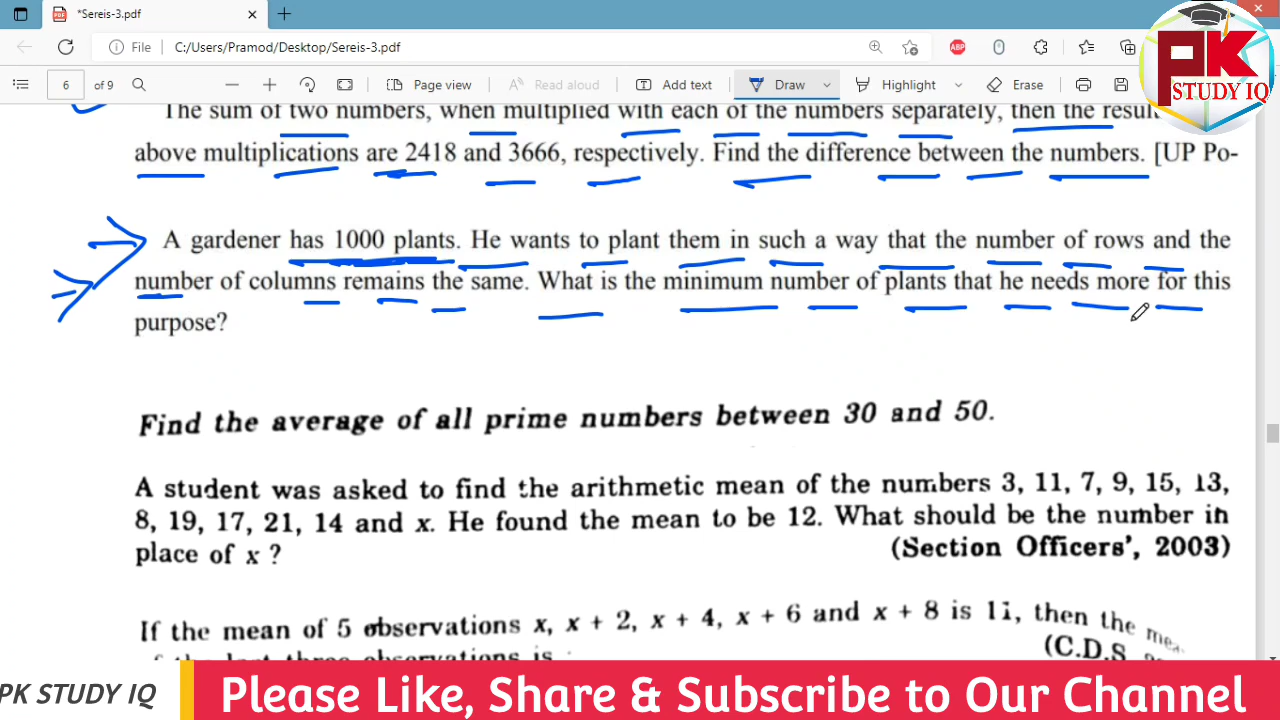 *Sereis-3.pdf
File C:/Users/Pramod/Desktop/Sereis-3.pdf
ABP
PK
STUDY IQ
6 of 9 Page view Read aloud Add text Draw Highlight Erase
The sum of two numbers, when multiplied with each of the numbers separately, then the result
above multiplications are 2418 and 3666, respectively. Find the difference between the numbers. [UP Po-
A gardener has 1000 plants. He wants to plant them in such a way that the number of rows and the
number of columns remains the same. What is the minimum number of plants that he needs more for this
purpose?
Find the average of all prime numbers between 30 and 50.
A student was asked to find the arithmetic mean of the numbers 3, 11, 7, 9, 15, 13,
8, 19, 17, 21, 14 and x. He found the mean to be 12. What should be the number in
place of x ?
(Section Officers', 2003)
If the mean of 5 observations x, x + 2, x + 4, x + 6 and x + 8 is 11, then the
(C.D.S.
PK STUDY IQ
Please Like, Share & Subscribe to Our Channel